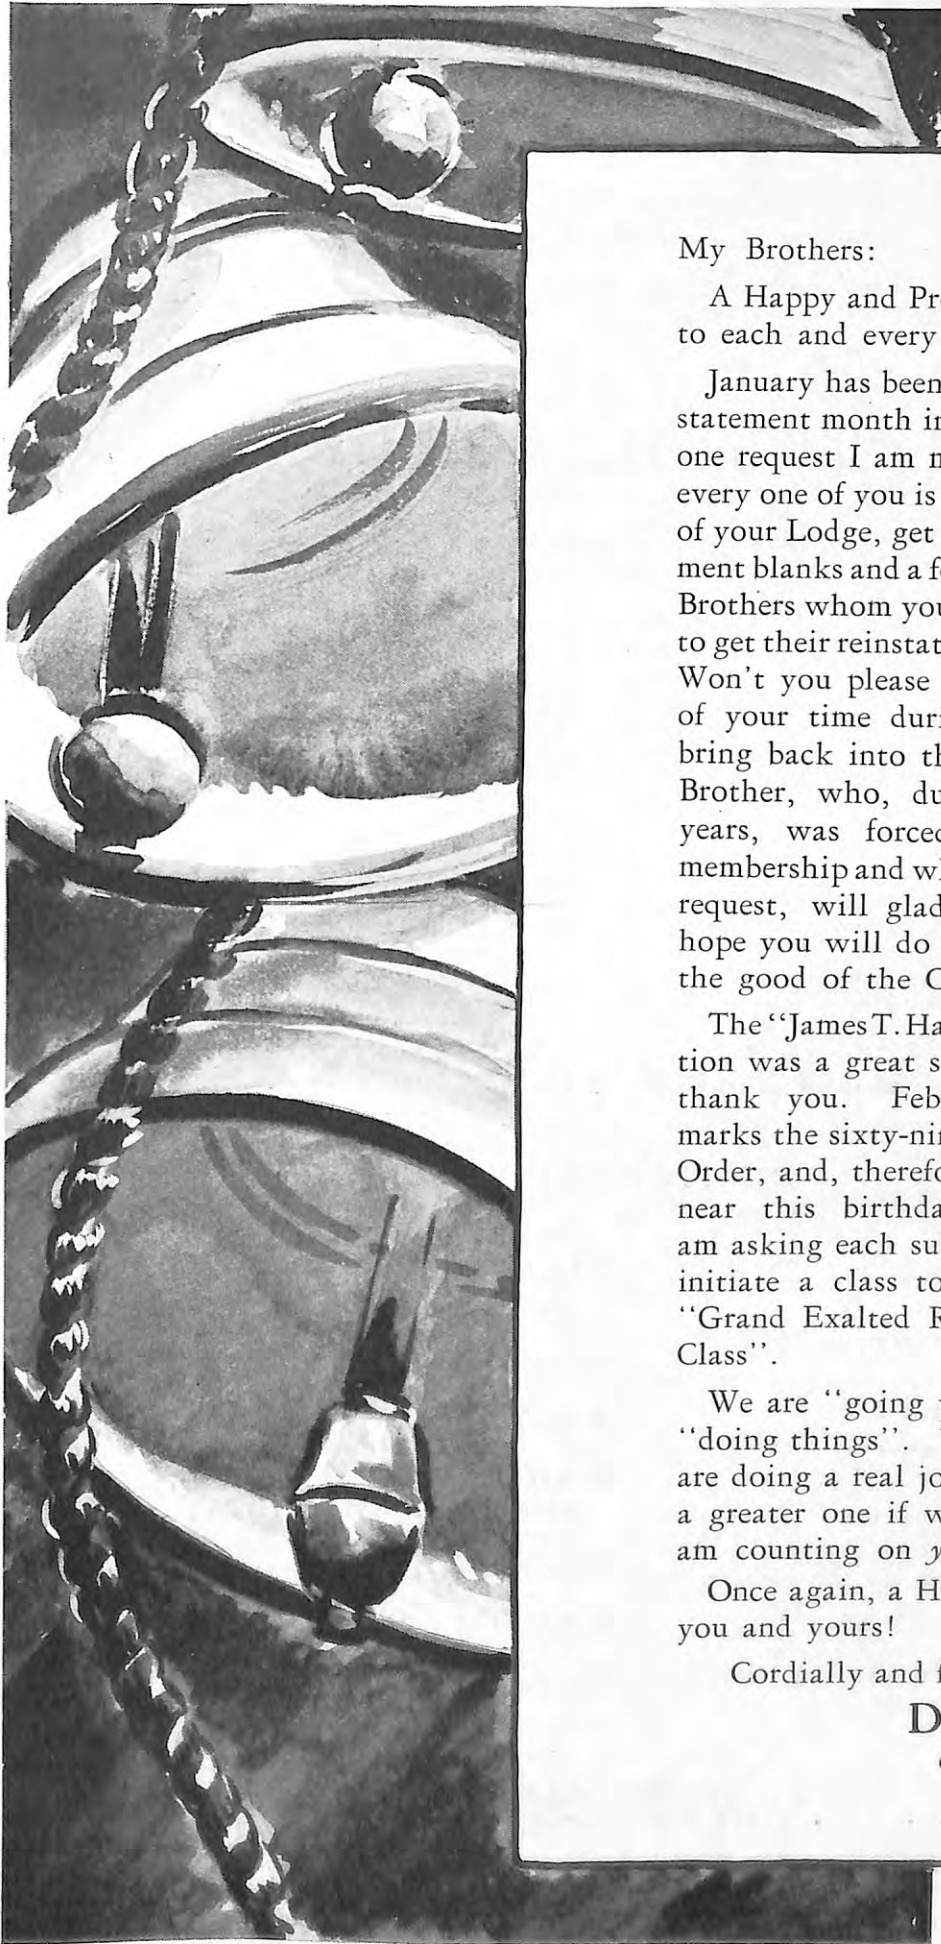 My Brothers:
A Happy and Pr
to each and every
January has been
statement month in
one request I am m
every one of you is
of your Lodge, get
ment blanks and a f
Brothers whom you
to get their reinstat
Won't you please
of your time duri
bring back into th
Brother, who, du
years, was forced
membership and wh
request, will glad
hope you will do
the good of the O
The "James T. Ha
tion was a great s
thank you. Feb
marks the sixty-nin
Order, and, therefo
near this birthda
am asking each su
initiate a class to
"Grand Exalted R
Class".
We are "going
"doing things".
are doing a real jo
a greater one if w
am counting on y
Once again, a H
you and yours!
Cordially and f
D